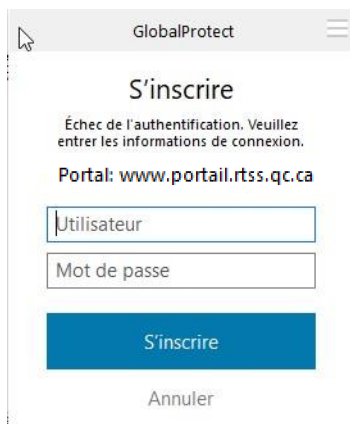 GlobalProtect
S'inscrire
Échec de l'authentification. Veuillez
entrer les informations de connexion.
Portal: www.portail.rtss.qc.ca
Utilisateur
Mot de passe
S'inscrire
Annuler